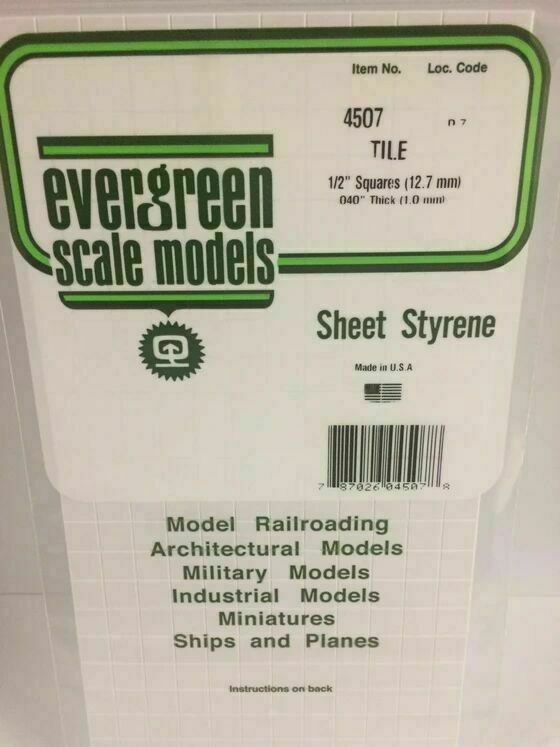 Item No. Loc. Code
4507 D 7
TILE
1/2" Squares (12.7 mm)
040" Thick (1.0 mm)
evergreen
scale models
Sheet Styrene
Made in U.S.A
7 87026 04507 8
Model Railroading
Architectural Models
Military Models
Industrial Models
Miniatures
Ships and Planes
Instructions on back